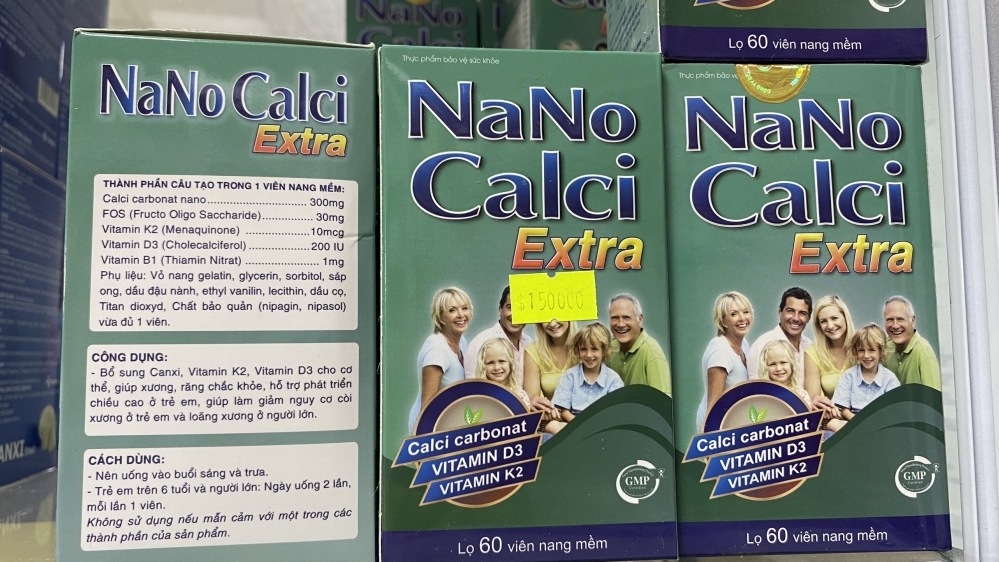 Lọ 60 viên nang mềm
NaNo Calci
Extra
THÀNH PHẦN CẤU TẠO TRONG 1 VIÊN NANG MỀM:
Calci carbonat nano.......................... 300mg
FOS (Fructo Oligo Saccharide)............. 30mg
Vitamin K2 (Menaquinone) ................10mcg
Vitamin D3 (Cholecalciferol) ................200 IU
Vitamin B1 (Thiamin Nitrat) ................... 1mg
Phụ liệu: Vỏ nang gelatin, glycerin, sorbitol, sáp
ong, dầu đậu nành, ethyl vanilin, lecithin, dầu cọ,
Titan dioxyd, Chất bảo quản (nipagin, nipasol)
vừa đủ 1 viên.
CÔNG DỤNG:
- Bổ sung Canxi, Vitamin K2, Vitamin D3 cho cơ
thể, giúp xương, răng chắc khỏe, hỗ trợ phát triển
chiều cao ở trẻ em, giúp làm giảm nguy cơ còi
xương ở trẻ em và loãng xương ở người lớn.
CÁCH DÙNG:
- Nên uống vào buổi sáng và trưa.
- Trẻ em trên 6 tuổi và người lớn: Ngày uống 2 lần,
mỗi lần 1 viên.
Không sử dụng nếu mẫn cảm với một trong các
thành phần của sản phẩm.
Thực phẩm bảo vệ sức khỏe
NaNo
Calci
Extra
$150000
Calci carbonat
VITAMIN D3
VITAMIN K2
GMP
Lọ 60 viên nang mềm
Thực phẩm bảo v
NaNo
Calci
Extra
Calci carbonat
VITAMIN D3
VITAMIN K2
GMP
Lọ 60 viên nang mềm
NaNo
Calci
ANXI